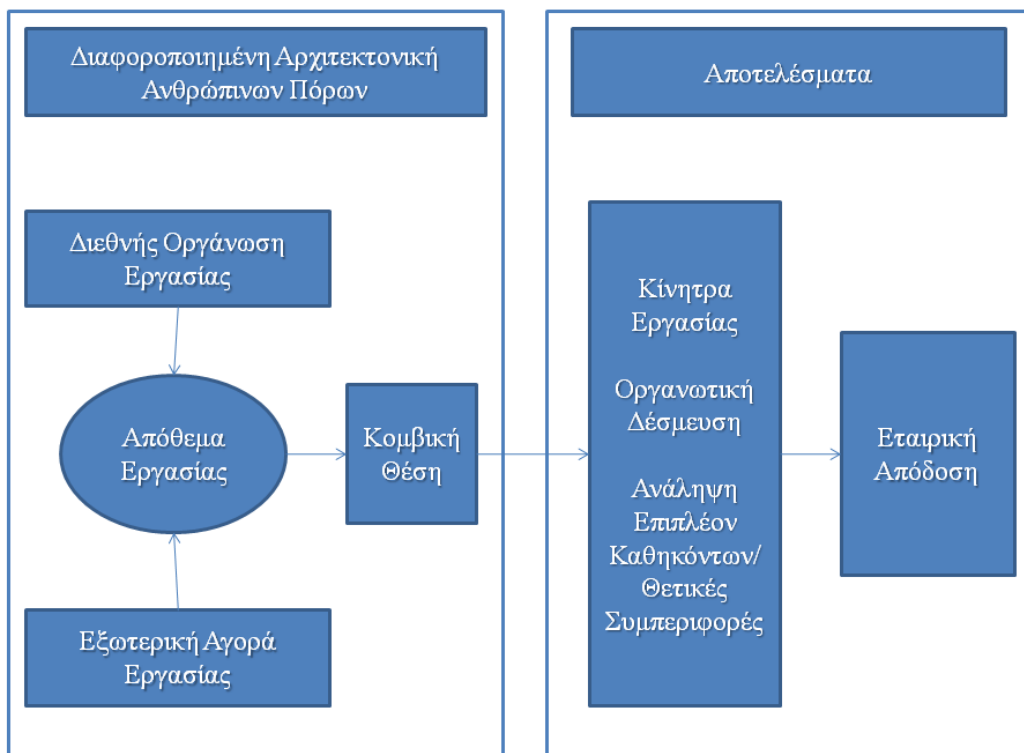 Διαφοροποιημένη Αρχιτεκτονική
Ανθρώπινων Πόρων
Διεθνής Οργάνωση
Εργασίας
Απόθεμα
Εργασίας
Κομβική
Θέση
Εξωτερική Αγορά
Εργασίας
Αποτελέσματα
Κίνητρα
Εργασίας
Οργανωτική
Δέσμευση
Ανάληψη
Επιπλέον
Καθηκόντων/
Θετικές
Συμπεριφορές
Εταιρική
Απόδοση